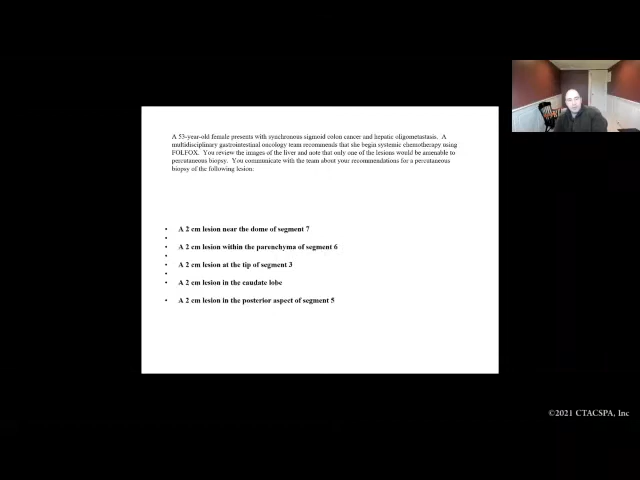 A 53-year-old female presents with synchronous sigmoid colon cancer and hepatic oligometastasis. A
multidisciplinary gastrointestinal oncology team recommends that she begin systemic chemotherapy using
FOLFOX. You review the images of the liver and note that only one of the lesions would be amenable to
percutaneous biopsy. You communicate with the team about your recommendations for a percutaneous
biopsy of the following lesion:
• A 2 cm lesion near the dome of segment 7
•
• A 2 cm lesion within the parenchyma of segment 6
•
• A 2 cm lesion at the tip of segment 3
•
• A 2 cm lesion in the caudate lobe
• A 2 cm lesion in the posterior aspect of segment 5
©2021 CTACSPA, Inc